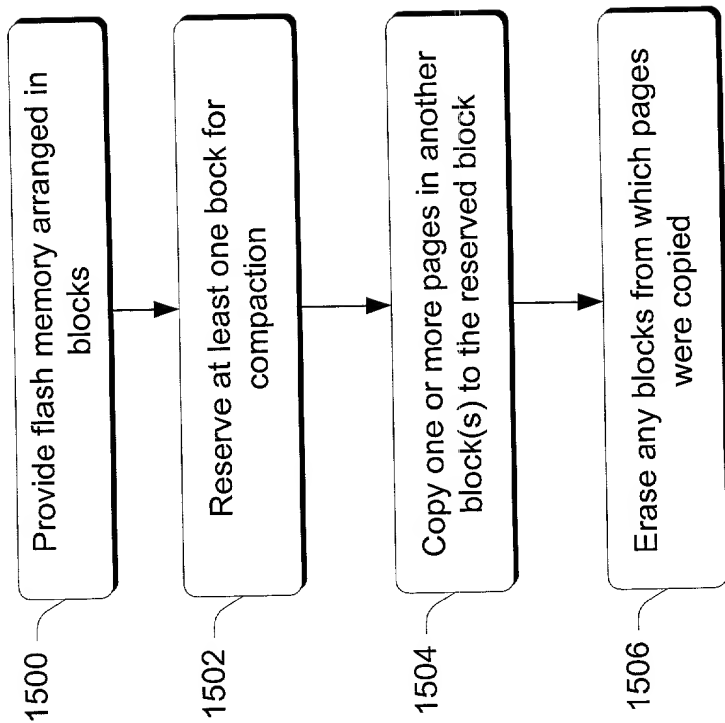 1500
Provide flash memory arranged in
blocks
1502
Reserve at least one bock for
compaction
1504
Copy one or more pages in another
block(s) to the reserved block
1506
Erase any blocks from which pages
were copied